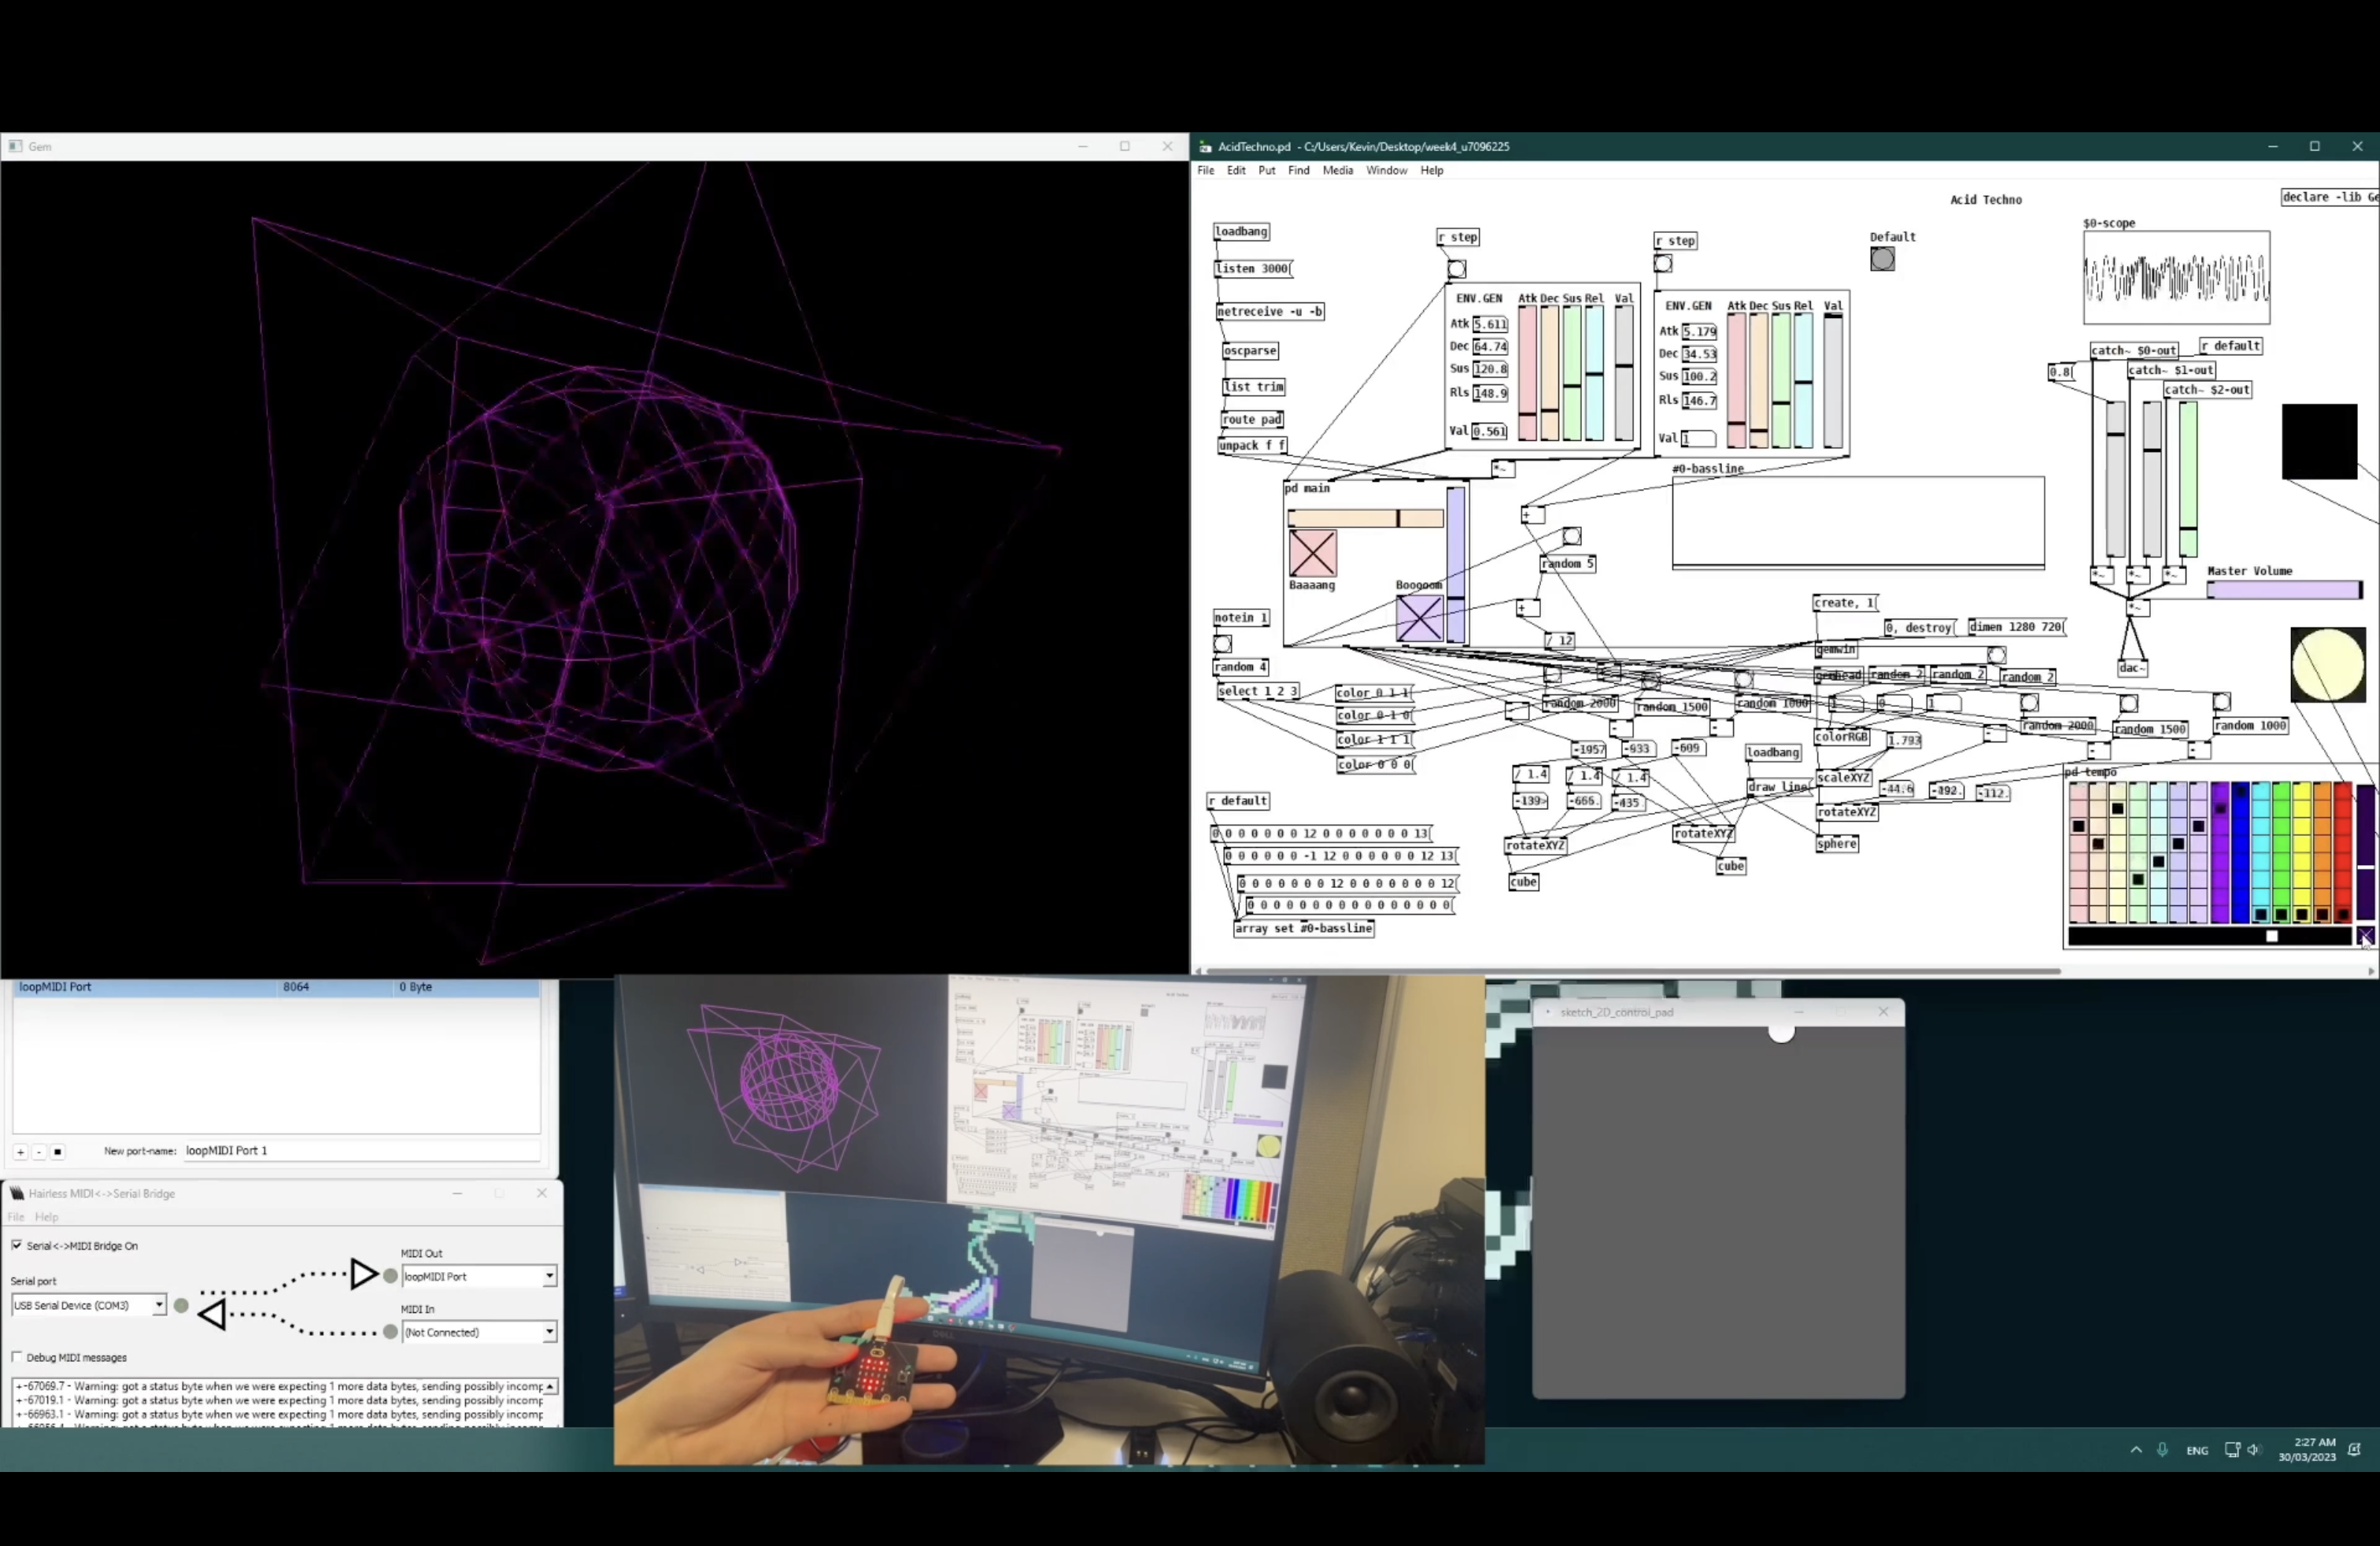 Gem
AcidTechno.pd - C:/Users/Kevin/Desktop/week4_u7096225
File Edit Put Find Media Window Help
Acid Techno
declare -lib Ge
loadbang
listen 3000
netreceive -u -b
oscparse
list trim
route pad
unpack f f
r step
r step
Default
$0-scope
ENV.GEN Atk Dec Sus Rel Val
Atk 5.611
Dec 64.74
Sus 120.8
Rls 148.9
Val 0.561
ENV.GEN Atk Dec Sus Rel Val
Atk 5.179
Dec 34.53
Sus 100.2
Rls 146.7
Val 1
catch~ $0-out
r default
catch~ $1-out
catch~ $2-out
0.8
*~
#0-bassline
pd main
Baaaang
Booooom
+
random 5
+
/ 12
*~ *~ *~
Master Volume
*~
dac~
notein 1
random 4
select 1 2 3
color 0 1 1
color 0 1 0
color 1 1 1
color 0 0 0
create, 1
0, destroy
dimen 1280 720
gemwin
gemhead random 2 random 2 random 2
random 2000 random 1500 random 1000
1 0 1
random 2000 random 1500 random 1000
- - -
-1957 -933 -609
colorRGB 1.793
loadbang
/ 1.4 / 1.4 / 1.4
-139> -666. -435.
draw line
scaleXYZ -44.6 -492. -112.
rotateXYZ
rotateXYZ rotateXYZ sphere
cube
cube
pd tempo
r default
0 0 0 0 0 0 0 12 0 0 0 0 0 0 0 13
0 0 0 0 0 0 -1 12 0 0 0 0 0 0 12 13
0 0 0 0 0 0 0 12 0 0 0 0 0 0 0 12
0 0 0 0 0 0 0 0 0 0 0 0 0 0 0 0
array set #0-bassline
loopMIDI Port 8064 0 Byte
+ -
New port-name: loopMIDI Port 1
Hairless MIDI<->Serial Bridge
File Help
Serial<->MIDI Bridge On
MIDI Out
loopMIDI Port
Serial port
USB Serial Device (COM3)
MIDI In
(Not Connected)
Debug MIDI messages
+-67069.7 - Warning: got a status byte when we were expecting 1 more data bytes, sending possibly incomp
+-67019.1 - Warning: got a status byte when we were expecting 1 more data bytes, sending possibly incomp
+-66963.1 - Warning: got a status byte when we were expecting 1 more data bytes, sending possibly incomp
sketch_2D_control_pad
DELL
ENG
2:27 AM
30/03/2023